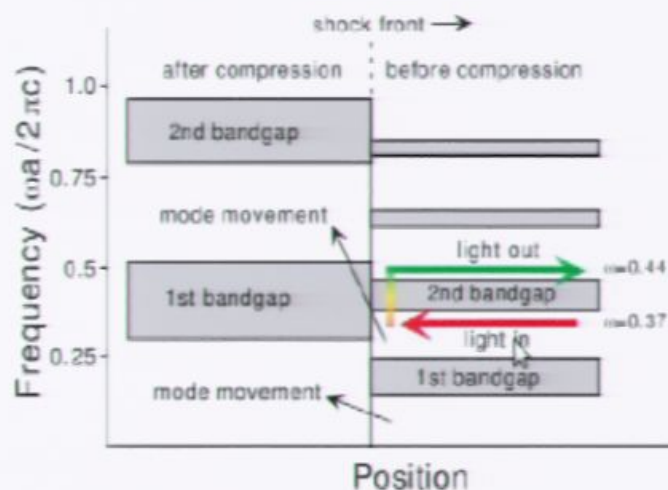 shock front
after compression
before compression
Frequency (ωa/2πc)
1.0
0.75
0.5
0.25
2nd bandgap
mode movement
light out
ω=0.44
1st bandgap
2nd bandgap
ω=0.37
light in
1st bandgap
mode movement
Position